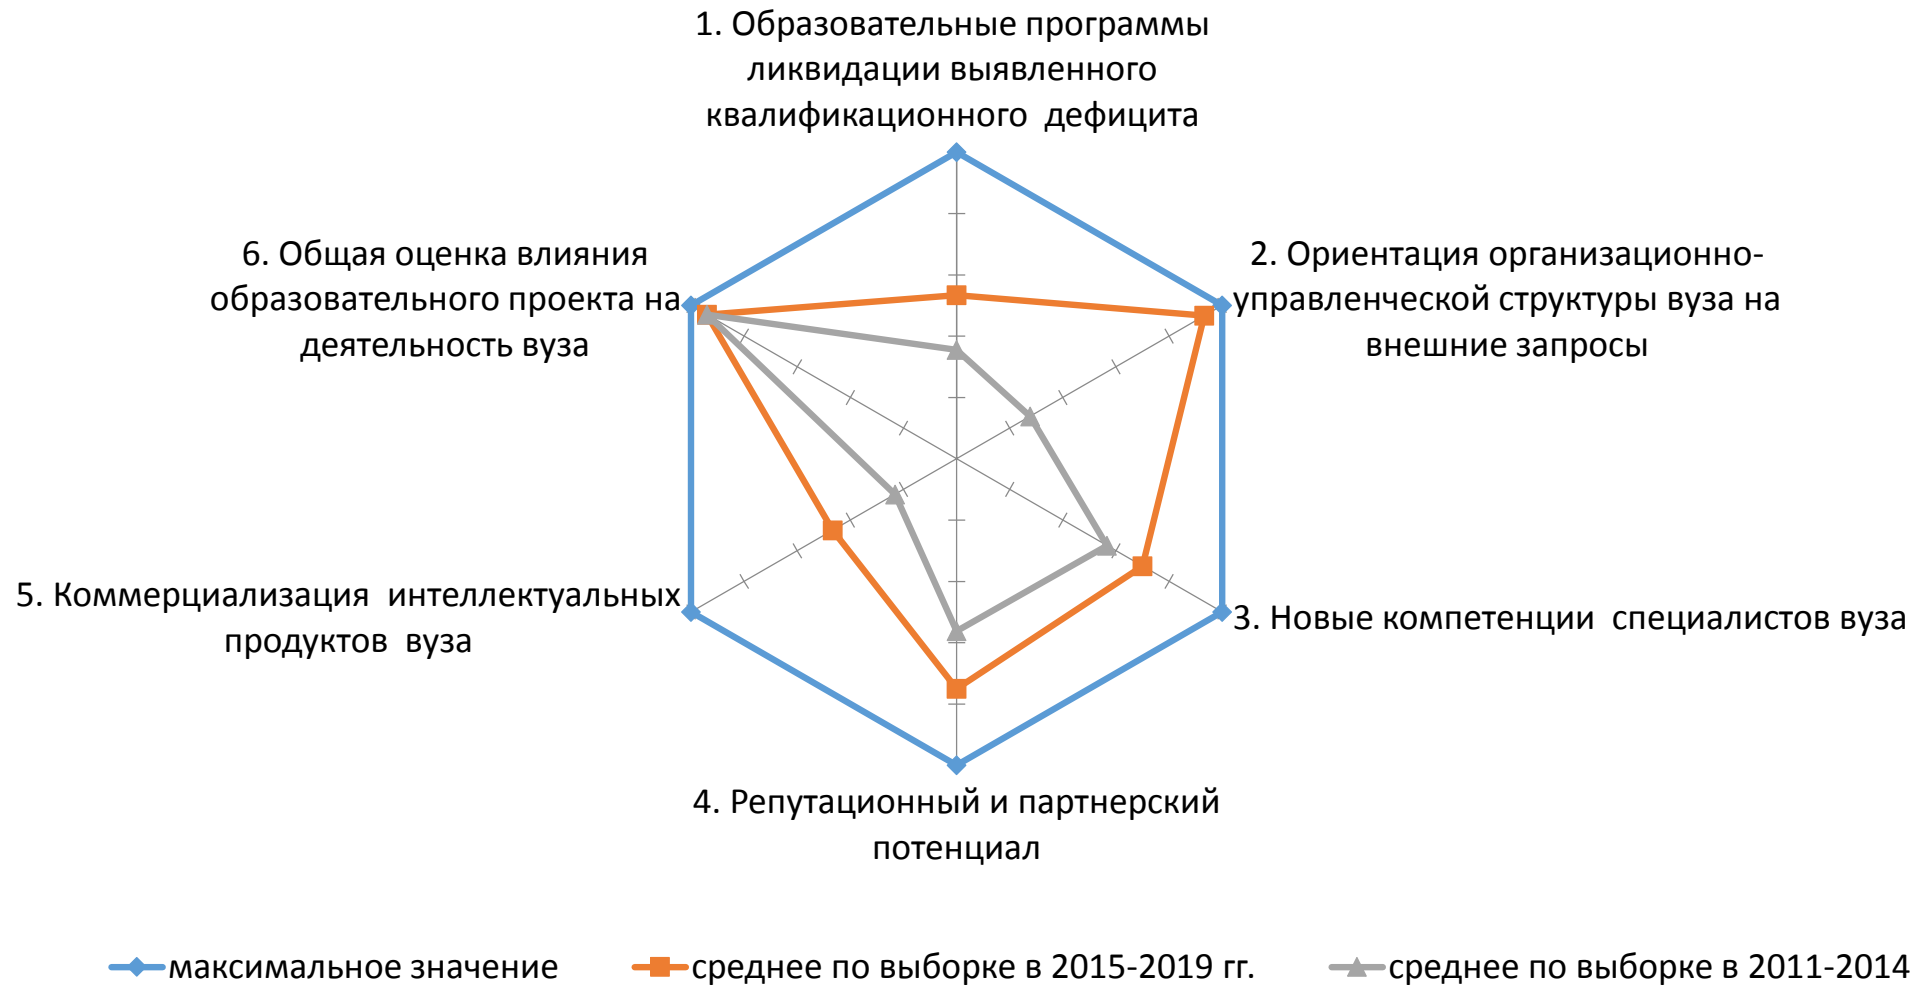 1. Образовательные программы
ликвидации выявленного
квалификационного дефицита
2. Ориентация организационно-
управленческой структуры вуза на
внешние запросы
3. Новые компетенции специалистов вуза
4. Репутационный и партнерский
потенциал
5. Коммерциализация интеллектуальных
продуктов вуза
6. Общая оценка влияния
образовательного проекта на
деятельность вуза
максимальное значение
среднее по выборке в 2015-2019 гг.
среднее по выборке в 2011-2014